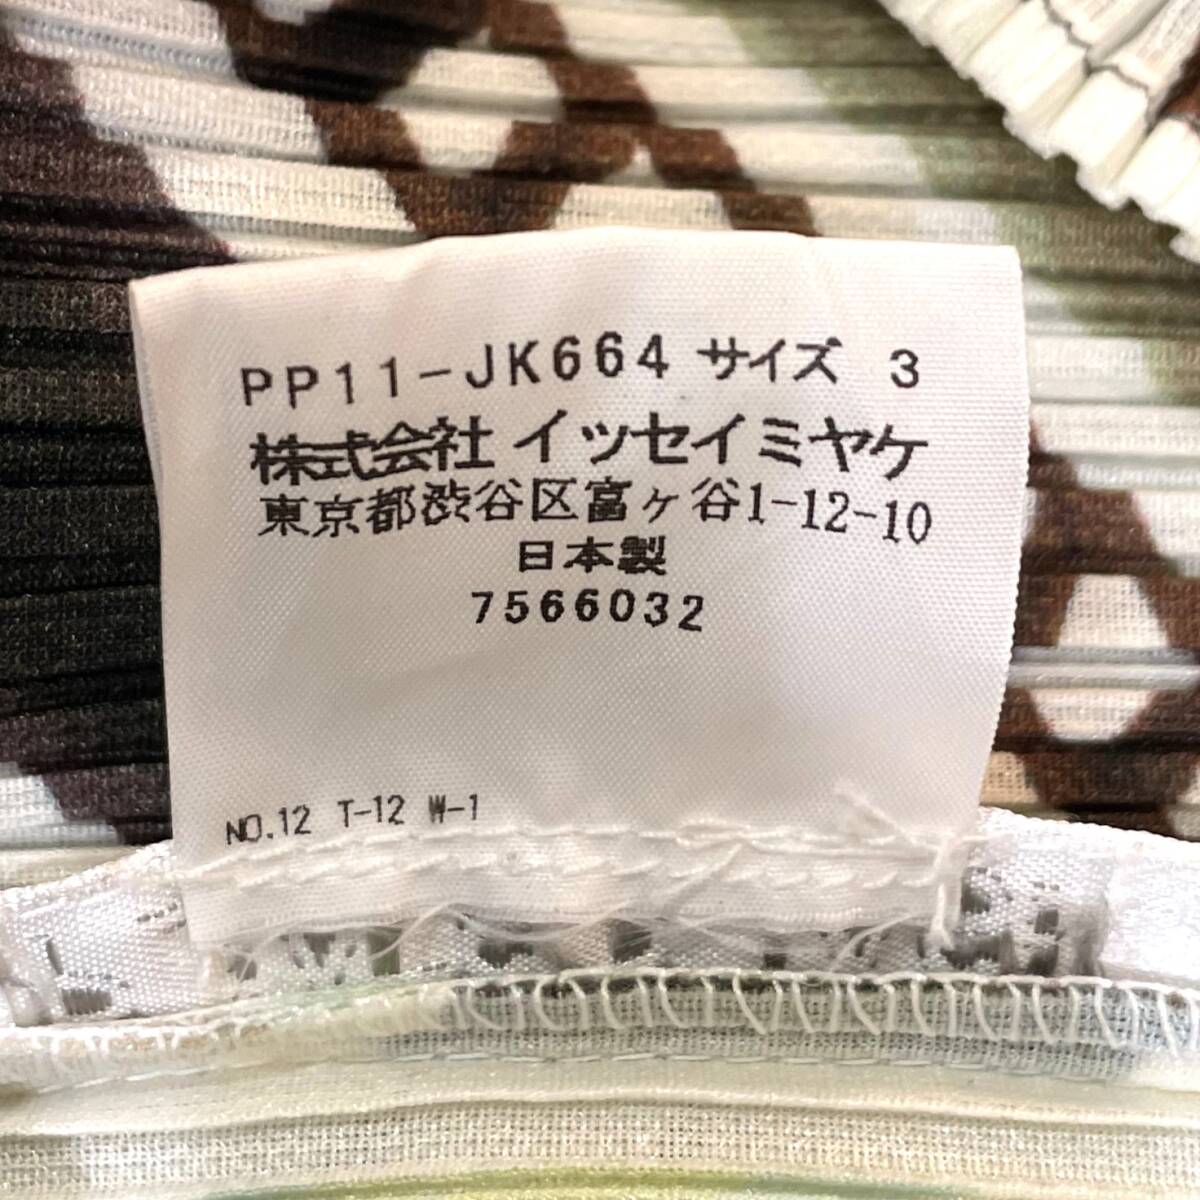 PP11-JK664 サイズ 3
株式会社 イッセイミヤケ
東京都渋谷区富ヶ谷1-12-10
日本製
7566032
NO.12 T-12 W-1